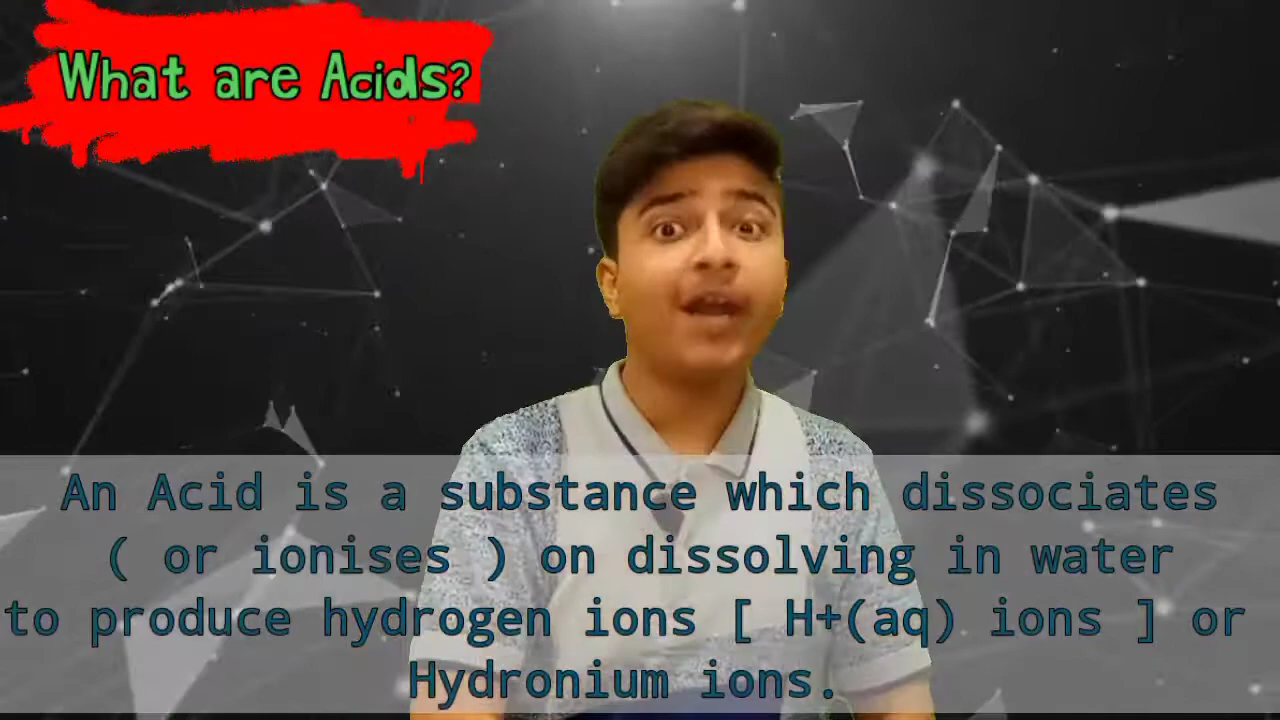 What are Acids?
An Acid is a substance which dissociates
( or ionises ) on dissolving in water
to produce hydrogen ions [ H+(aq) ions ] or
Hydronium ions.